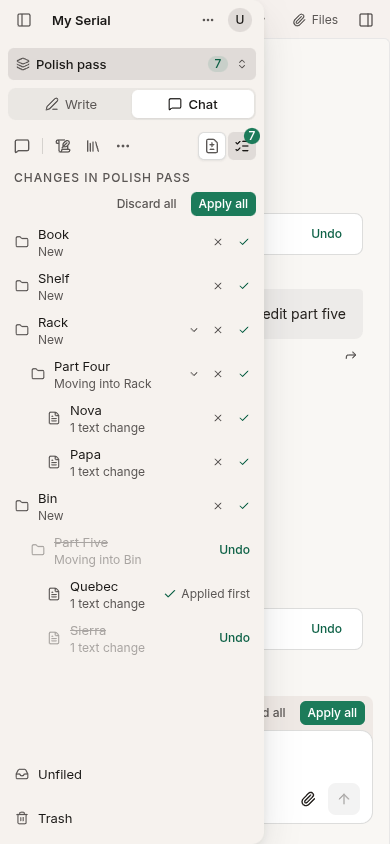 My Serial
U
Files
Polish pass
7
Write
Chat
7
CHANGES IN POLISH PASS
Discard all
Apply all
Book
New
Undo
Shelf
New
Rack
New
edit part five
Part Four
Moving into Rack
Nova
1 text change
Papa
1 text change
Bin
New
Part Five
Moving into Bin
Undo
Quebec
1 text change
Applied first
Sierra
1 text change
Undo
Undo
d all
Apply all
Unfiled
Trash